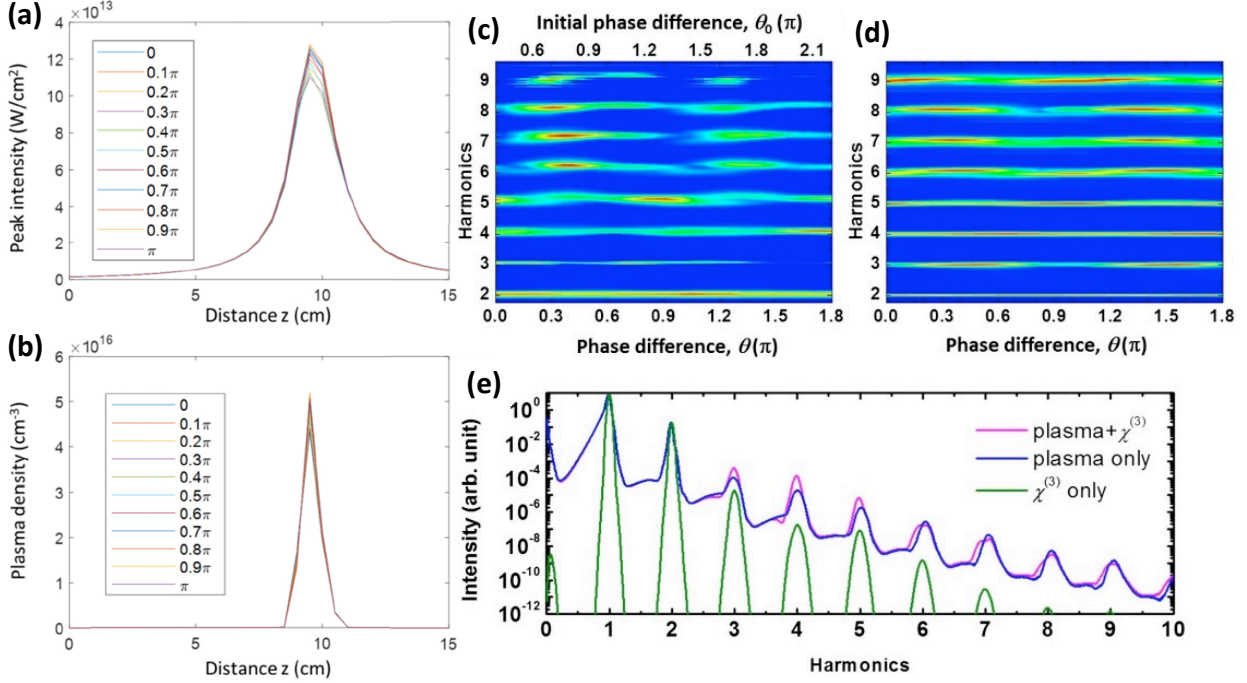 (a)
×10^13
Peak intensity (W/cm²)
14
12
10
8
6
4
2
0
0
0.1π
0.2π
0.3π
0.4π
0.5π
0.6π
0.7π
0.8π
0.9π
π
0 5 10 15
Distance z (cm)
(b)
×10^16
Plasma density (cm⁻³)
6
5
4
3
2
1
0
0
0.1π
0.2π
0.3π
0.4π
0.5π
0.6π
0.7π
0.8π
0.9π
π
0 5 10 15
Distance z (cm)
(c)
Initial phase difference, θ₀ (π)
0.6 0.9 1.2 1.5 1.8 2.1
Harmonics
9
8
7
6
5
4
3
2
0.0 0.3 0.6 0.9 1.2 1.5 1.8
Phase difference, θ(π)
(d)
Harmonics
9
8
7
6
5
4
3
2
0.0 0.3 0.6 0.9 1.2 1.5 1.8
Phase difference, θ(π)
(e)
Intensity (arb. unit)
10^0
10^-2
10^-4
10^-6
10^-8
10^-10
10^-12
plasma+χ^(3)
plasma only
χ^(3) only
0 1 2 3 4 5 6 7 8 9 10
Harmonics